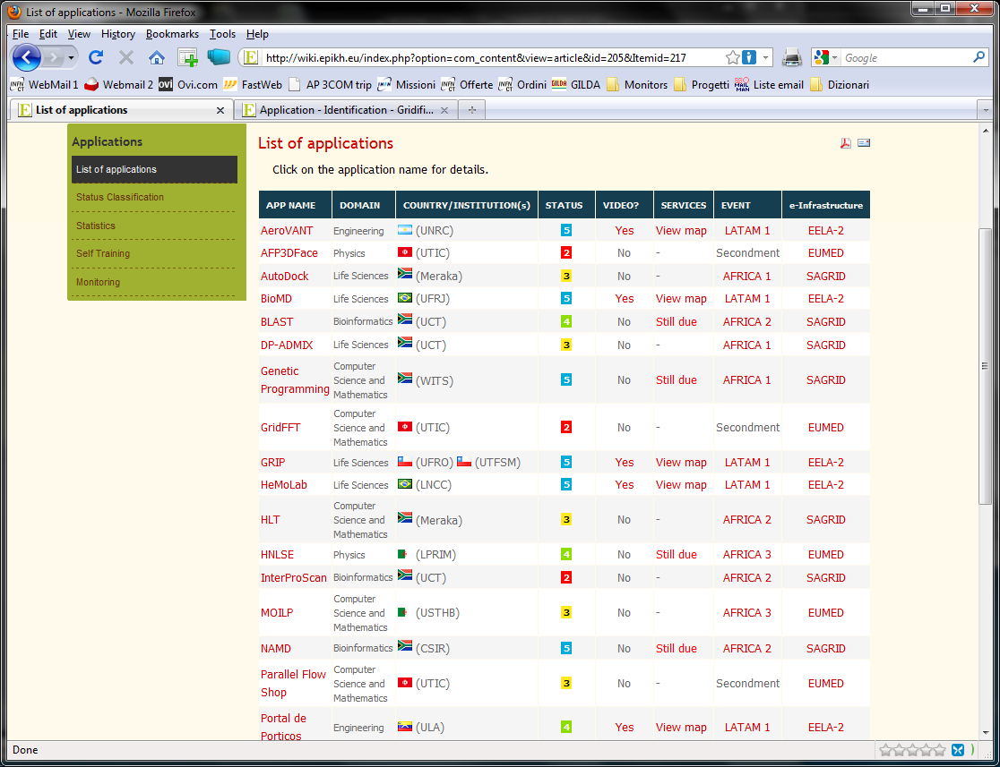 List of applications - Mozilla Firefox
File Edit View History Bookmarks Tools Help
http://wiki.epikh.eu/index.php?option=com_content&view=article&id=205&Itemid=217 Google
WebMail 1 Webmail 2 ovi Ovi.com FastWeb AP 3COM trip Missioni Offerte Ordini GILDA GILDA Monitors Progetti MAIL MAN Liste email Dizionari
List of applications Application - Identification - Gridifi...
Applications
List of applications
Status Classification
Statistics
Self Training
Monitoring
List of applications
Click on the application name for details.
APP NAME DOMAIN COUNTRY/INSTITUTION(s) STATUS VIDEO? SERVICES EVENT e-Infrastructure
AeroVANT Engineering (UNRC) 5 Yes View map LATAM 1 EELA-2
AFP3DFace Physics (UTIC) 2 No - Secondment EUMED
AutoDock Life Sciences (Meraka) 3 No - AFRICA 1 SAGRID
BioMD Life Sciences (UFRJ) 5 Yes View map LATAM 1 EELA-2
BLAST Bioinformatics (UCT) 4 No Still due AFRICA 2 SAGRID
DP-ADMIX Life Sciences (UCT) 3 No - AFRICA 1 SAGRID
Genetic Programming Computer Science and Mathematics (WITS) 5 No Still due AFRICA 1 SAGRID
GridFFT Computer Science and Mathematics (UTIC) 2 No - Secondment EUMED
GRIP Life Sciences (UFRO) (UTFSM) 5 Yes View map LATAM 1 EELA-2
HeMoLab Life Sciences (LNCC) 5 Yes View map LATAM 1 EELA-2
HLT Computer Science and Mathematics (Meraka) 3 No - AFRICA 2 SAGRID
HNLSE Physics (LPRIM) 4 No Still due AFRICA 3 EUMED
InterProScan Bioinformatics (UCT) 2 No - AFRICA 2 SAGRID
MOILP Computer Science and Mathematics (USTHB) 3 No - AFRICA 3 EUMED
NAMD Bioinformatics (CSIR) 5 No Still due AFRICA 2 SAGRID
Parallel Flow Shop Computer Science and Mathematics (UTIC) 3 No - Secondment EUMED
Portal de Porticos Engineering (ULA) 4 Yes View map LATAM 1 EELA-2
Done